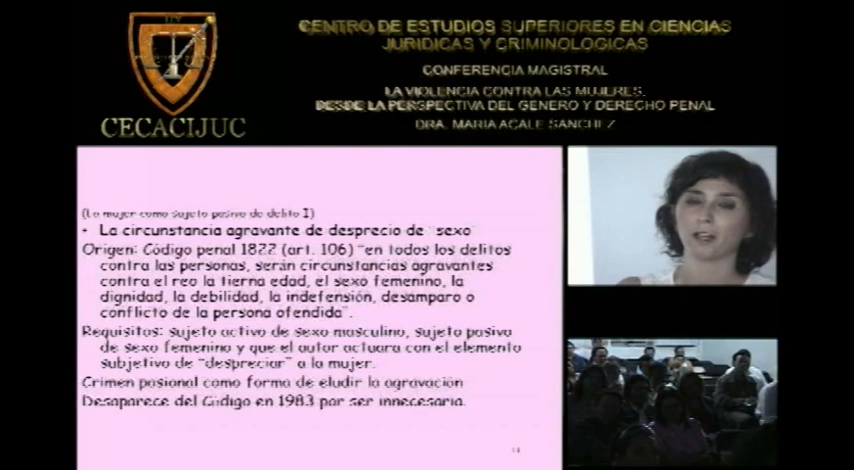 CENTRO DE ESTUDIOS SUPERIORES EN CIENCIAS
JURIDICAS Y CRIMINOLOGICAS
CONFERENCIA MAGISTRAL
LA VIOLENCIA CONTRA LAS MUJERES.
DESDE LA PERSPECTIVA DEL GENERO Y DERECHO PENAL
DRA. MARIA ACALE SANCHEZ
CECACIJUC
(La mujer como sujeto pasivo de delito I)
• La circunstancia agravante de desprecio de sexo
Origen: Código penal 1822 (art. 106) "en todos los delitos
contra las personas, serán circunstancias agravantes
contra el reo la tierna edad, el sexo femenino, la
dignidad, la debilidad, la indefensión, desamparo o
conflicto de la persona ofendida".
Requisitos: sujeto activo de sexo masculino, sujeto pasivo
de sexo femenino y que el autor actuara con el elemento
subjetivo de "despreciar" a la mujer.
Crimen pasional como forma de eludir la agravación
Desaparece del Código en 1983 por ser innecesaria.